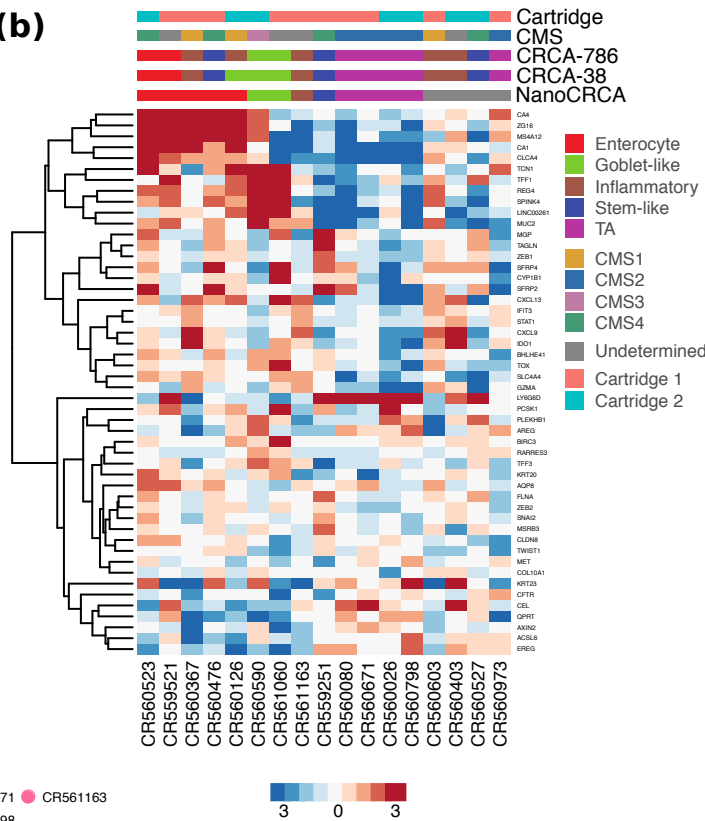 (b)
Cartridge
CMS
CRCA-786
CRCA-38
NanoCRCA
CA4
ZG16
MS4A12
CA1
CLCA4
TCN1
TFF1
REG4
SPINK4
LINC00261
MUC2
MGP
TAGLN
ZEB1
SFRP4
CYP1B1
SFRP2
CXCL13
IFIT3
STAT1
CXCL9
IDO1
BHLHE41
TOX
SLC4A4
GZMA
LY6G6D
PCSK1
PLEKHB1
AREG
BIRC3
RARRES3
TFF3
KRT20
AQP8
FLNA
ZEB2
SNAI2
MSRB3
CLDN8
TWIST1
MET
COL10A1
KRT23
CFTR
CEL
QPRT
AXIN2
ACSL6
EREG
Enterocyte
Goblet-like
Inflammatory
Stem-like
TA
CMS1
CMS2
CMS3
CMS4
Undetermined
Cartridge 1
Cartridge 2
CR560523
CR559521
CR560367
CR560476
CR560126
CR560590
CR561060
CR561163
CR559251
CR560080
CR560671
CR560026
CR560798
CR560603
CR560403
CR560527
CR560973
71 CR561163
98
3 0 3